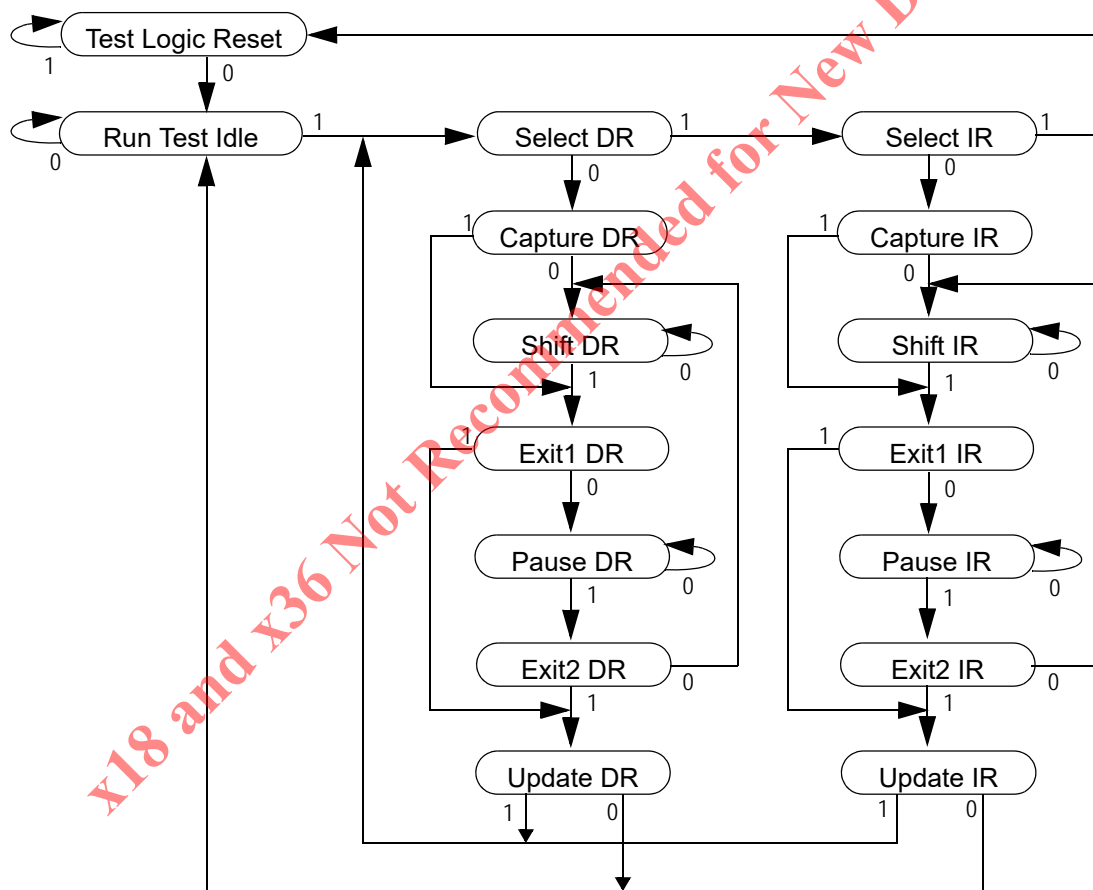 Test Logic Reset
1
0
Run Test Idle
0
1
Select DR
1
Select IR
1
0
0
1
Capture DR
0
1
Capture IR
0
Shift DR
0
1
Shift IR
0
1
1
Exit1 DR
0
1
Exit1 IR
0
Pause DR
0
1
Pause IR
0
1
Exit2 DR
0
1
Exit2 IR
0
1
Update DR
1
0
Update IR
1
0
x18 and x36 Not Recommended for New